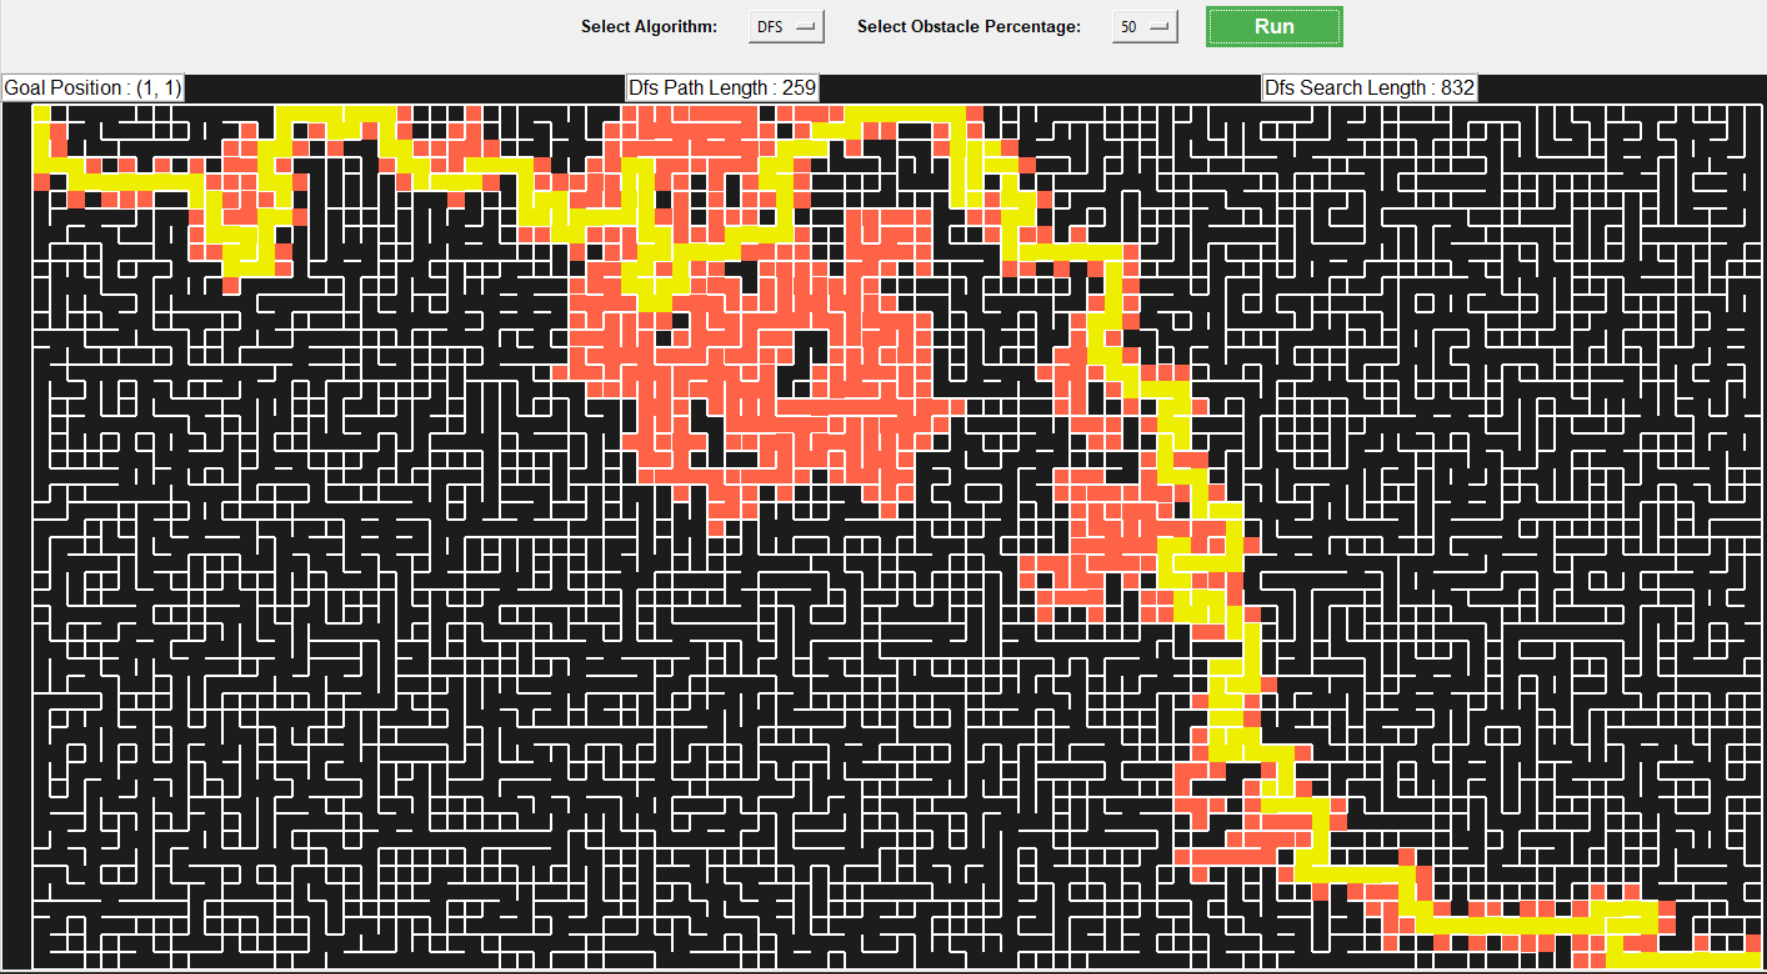 Select Algorithm: DFS Select Obstacle Percentage: 50 Run
Goal Position : (1, 1) Dfs Path Length : 259 Dfs Search Length : 832